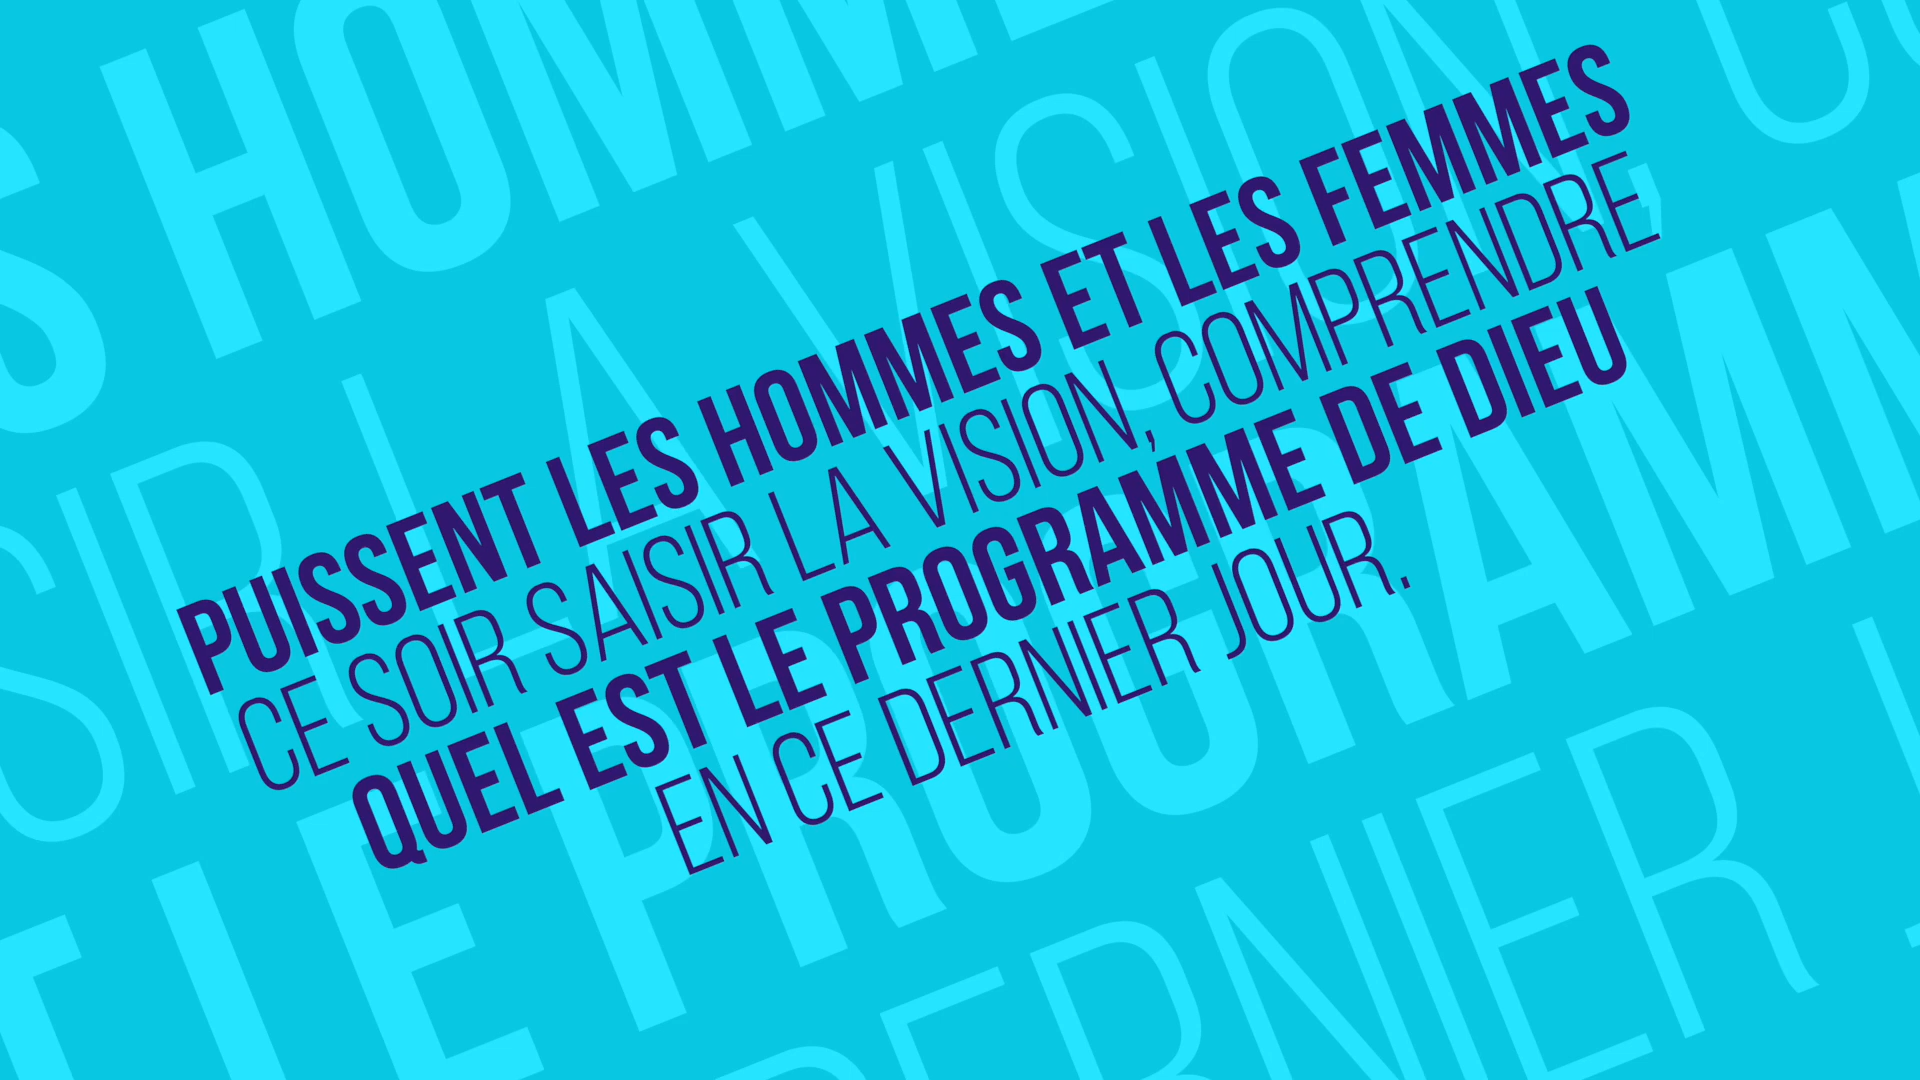 PUISSENT LES HOMMES ET LES FEMMES
CE SOIR SAISIR LA VISION, COMPRENDRE,
QUEL EST LE PROGRAMME DE DIEU
EN CE DERNIER JOUR.